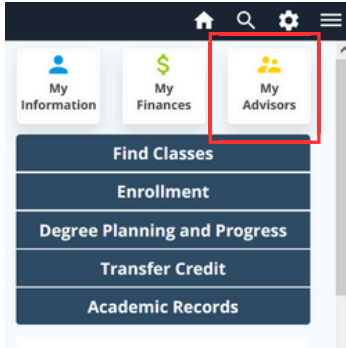 My
Information
$
My
Finances
My
Advisors
Find Classes
Enrollment
Degree Planning and Progress
Transfer Credit
Academic Records